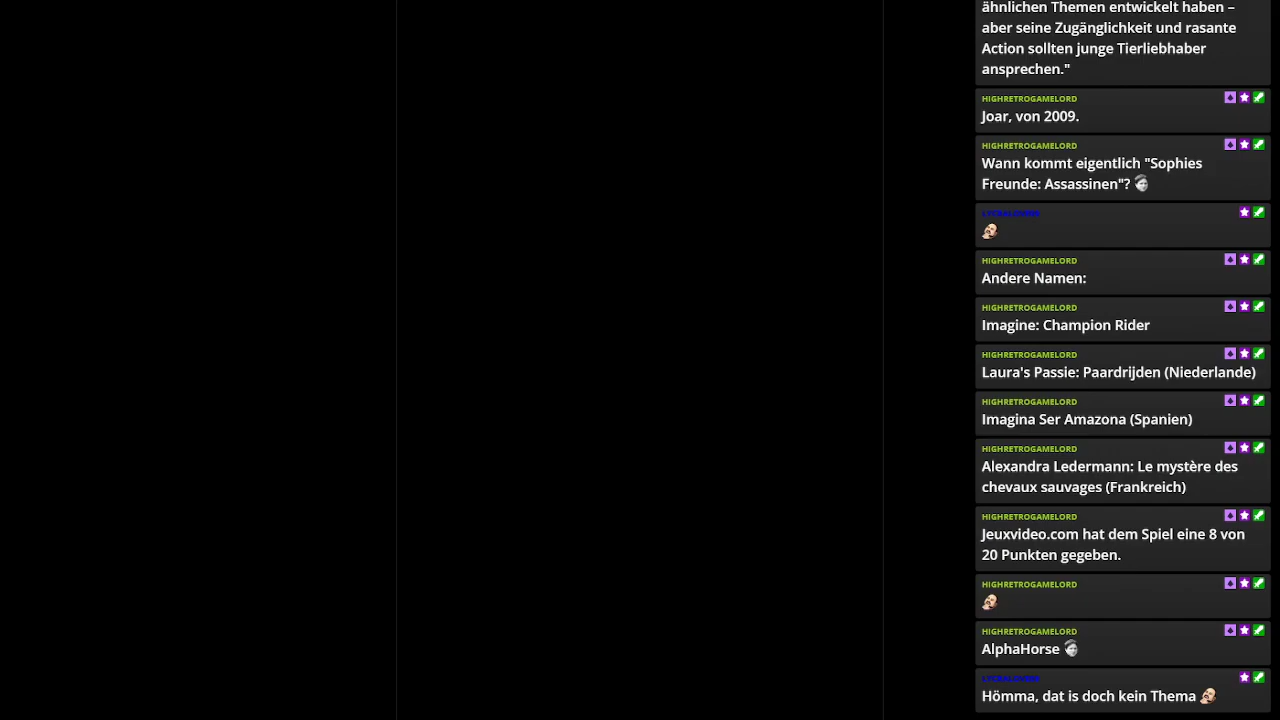 ähnlichen Themen entwickelt haben –
aber seine Zugänglichkeit und rasante
Action sollten junge Tierliebhaber
ansprechen."
HIGHRETROGAMELORD
Joar, von 2009.
HIGHRETROGAMELORD
Wann kommt eigentlich "Sophies
Freunde: Assassinen"?
HIGHRETROGAMELORD
Andere Namen:
HIGHRETROGAMELORD
Imagine: Champion Rider
HIGHRETROGAMELORD
Laura's Passie: Paardrijden (Niederlande)
HIGHRETROGAMELORD
Imagina Ser Amazona (Spanien)
HIGHRETROGAMELORD
Alexandra Ledermann: Le mystère des
chevaux sauvages (Frankreich)
HIGHRETROGAMELORD
Jeuxvideo.com hat dem Spiel eine 8 von
20 Punkten gegeben.
HIGHRETROGAMELORD
HIGHRETROGAMELORD
AlphaHorse
Hömma, dat is doch kein Thema